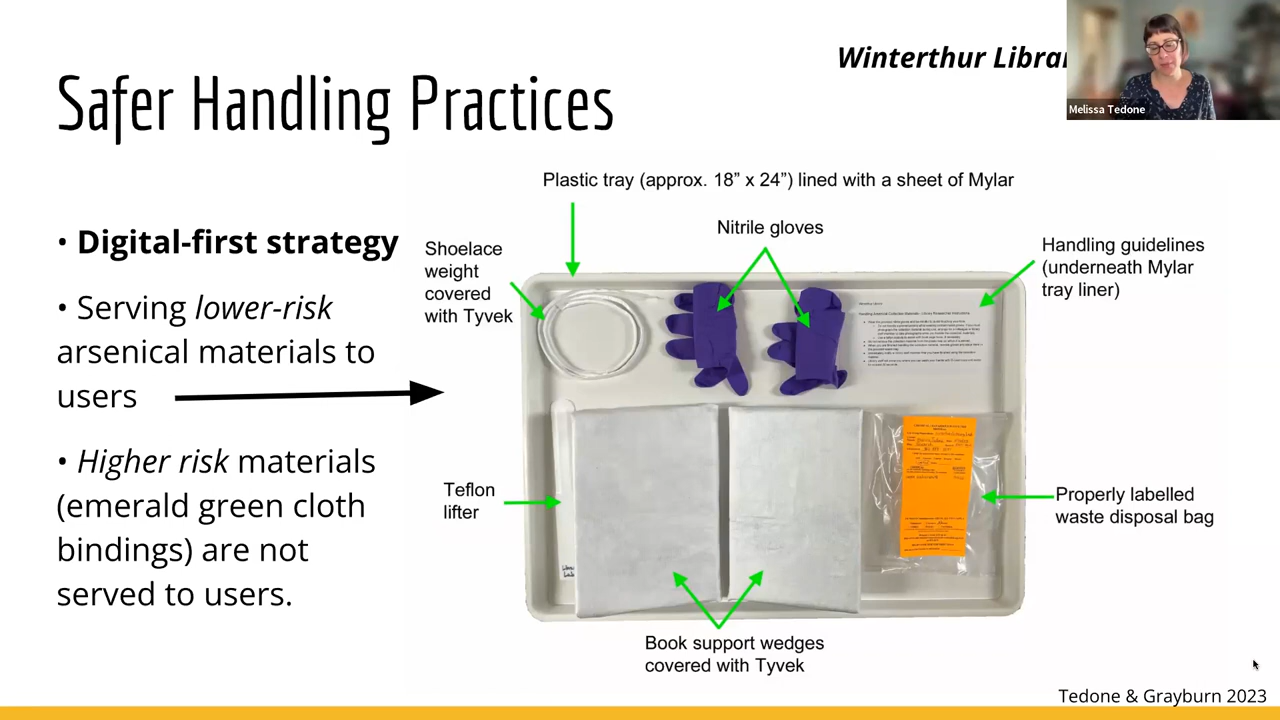 Winterthur Librar
Melissa Tedone
Safer Handling Practices
• Digital-first strategy
• Serving lower-risk
arsenical materials to
users
• Higher risk materials
(emerald green cloth
bindings) are not
served to users.
Plastic tray (approx. 18” x 24”) lined with a sheet of Mylar
Nitrile gloves
Shoelace
weight
covered
with Tyvek
Handling guidelines
(underneath Mylar
tray liner)
Teflon
lifter
Properly labelled
waste disposal bag
Book support wedges
covered with Tyvek
Tedone & Grayburn 2023